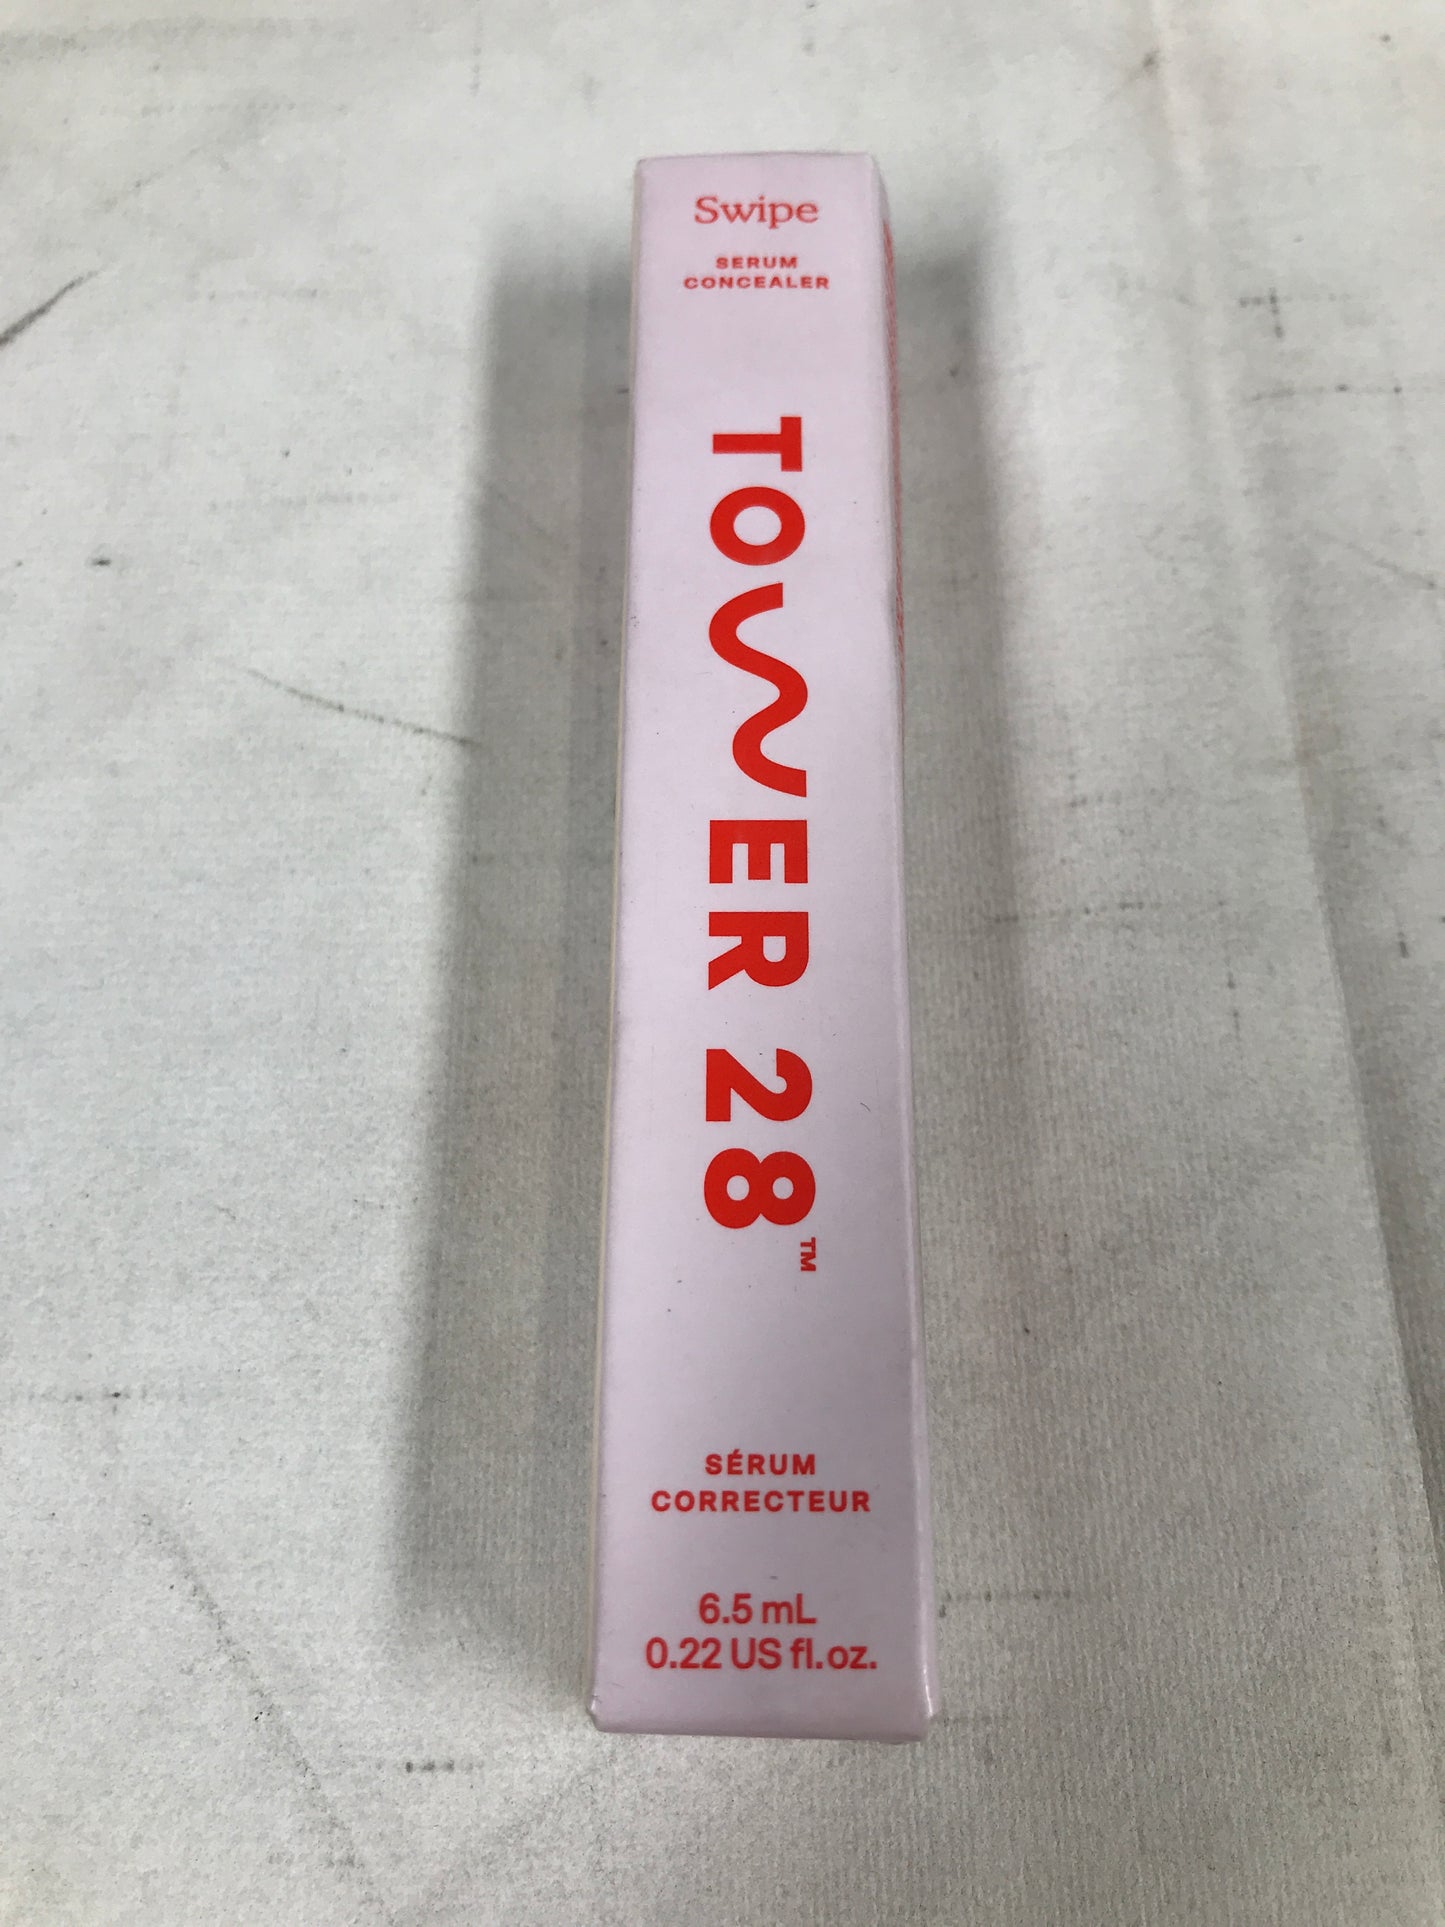 Swipe
SERUM
CONCEALER
TOWER 28™
SÉRUM
CORRECTEUR
6.5 mL
0.22 US fl. oz.